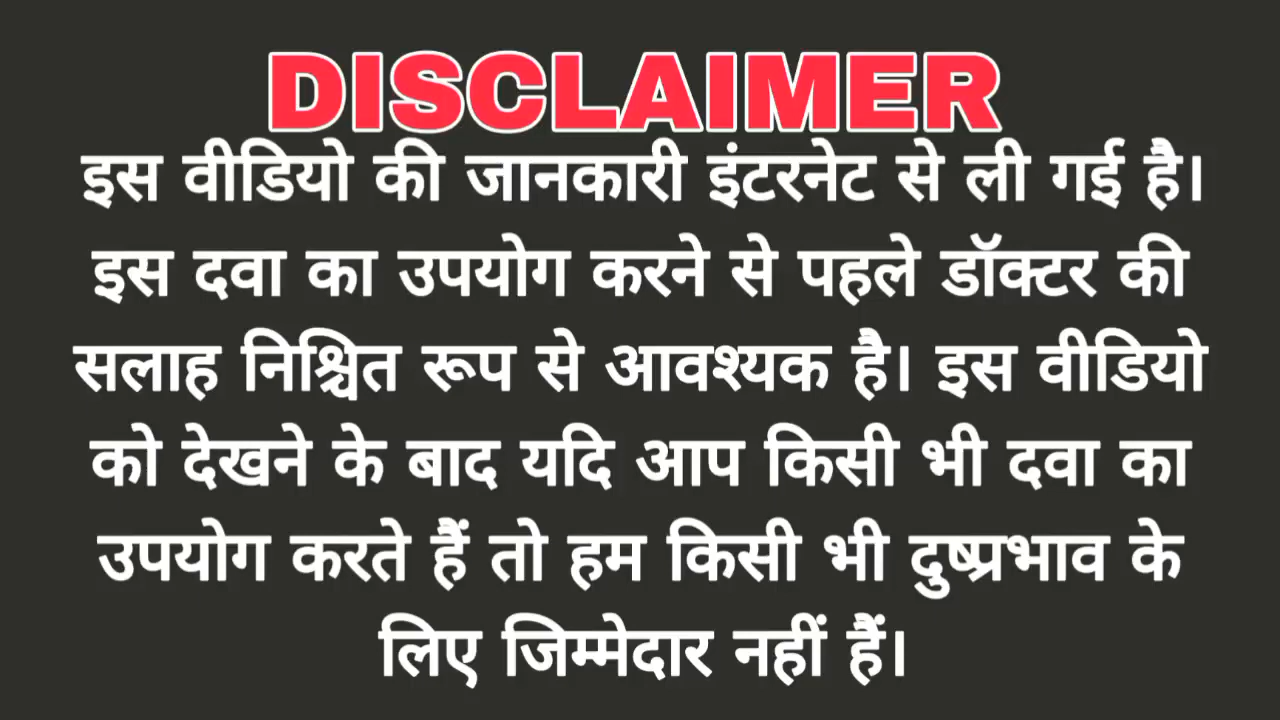 DISCLAIMER
इस वीडियो की जानकारी इंटरनेट से ली गई है।
इस दवा का उपयोग करने से पहले डॉक्टर की
सलाह निश्चित रूप से आवश्यक है। इस वीडियो
को देखने के बाद यदि आप किसी भी दवा का
उपयोग करते हैं तो हम किसी भी दुष्प्रभाव के
लिए जिम्मेदार नहीं हैं।